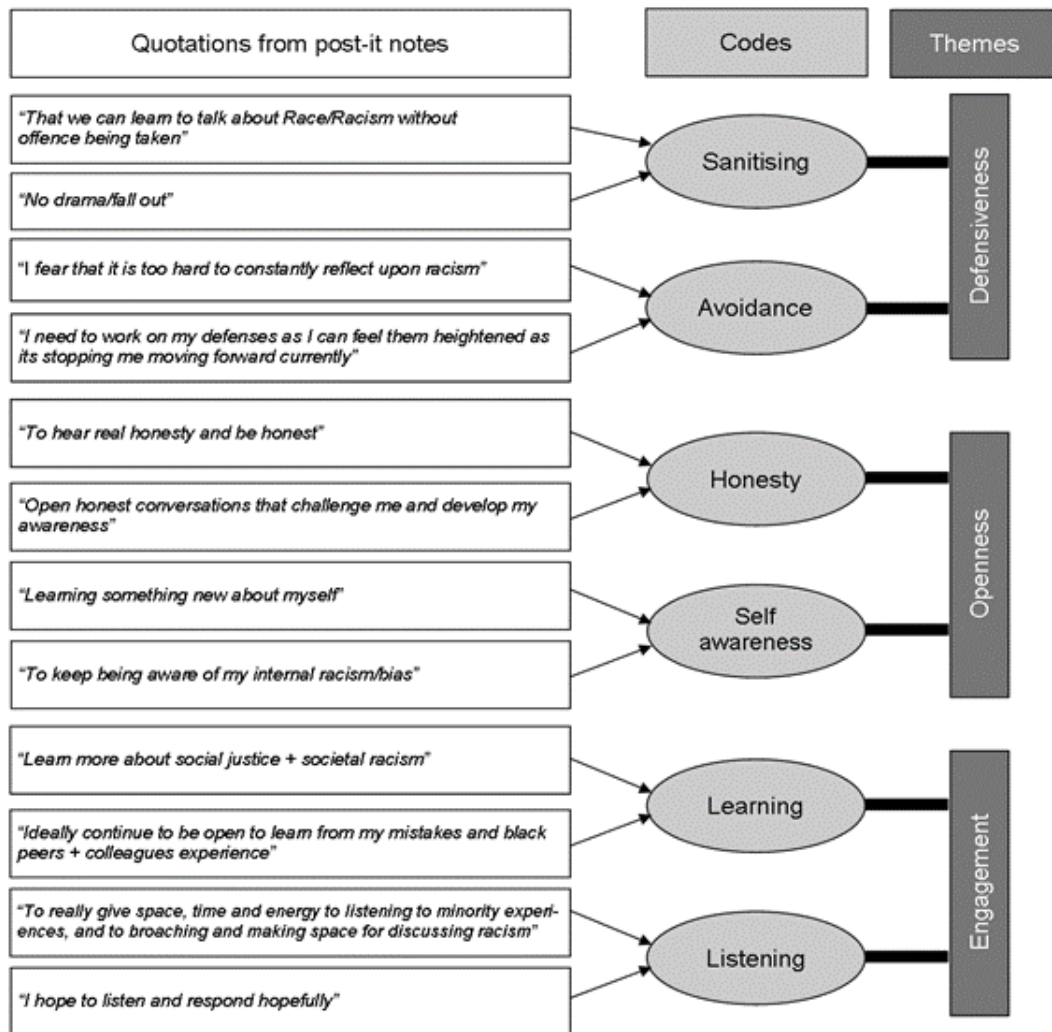 Quotations from post-it notes
Codes
Themes
“That we can learn to talk about Race/Racism without
offence being taken”
“No drama/fall out”
Sanitising
“I fear that it is too hard to constantly reflect upon racism”
“I need to work on my defenses as I can feel them heightened as
its stopping me moving forward currently”
Avoidance
Defensiveness
“To hear real honesty and be honest”
“Open honest conversations that challenge me and develop my
awareness”
Honesty
“Learning something new about myself”
“To keep being aware of my internal racism/bias”
Self
awareness
Openness
“Learn more about social justice + societal racism”
“Ideally continue to be open to learn from my mistakes and black
peers + colleagues experience”
Learning
“To really give space, time and energy to listening to minority experi-
ences, and to broaching and making space for discussing racism”
“I hope to listen and respond hopefully”
Listening
Engagement